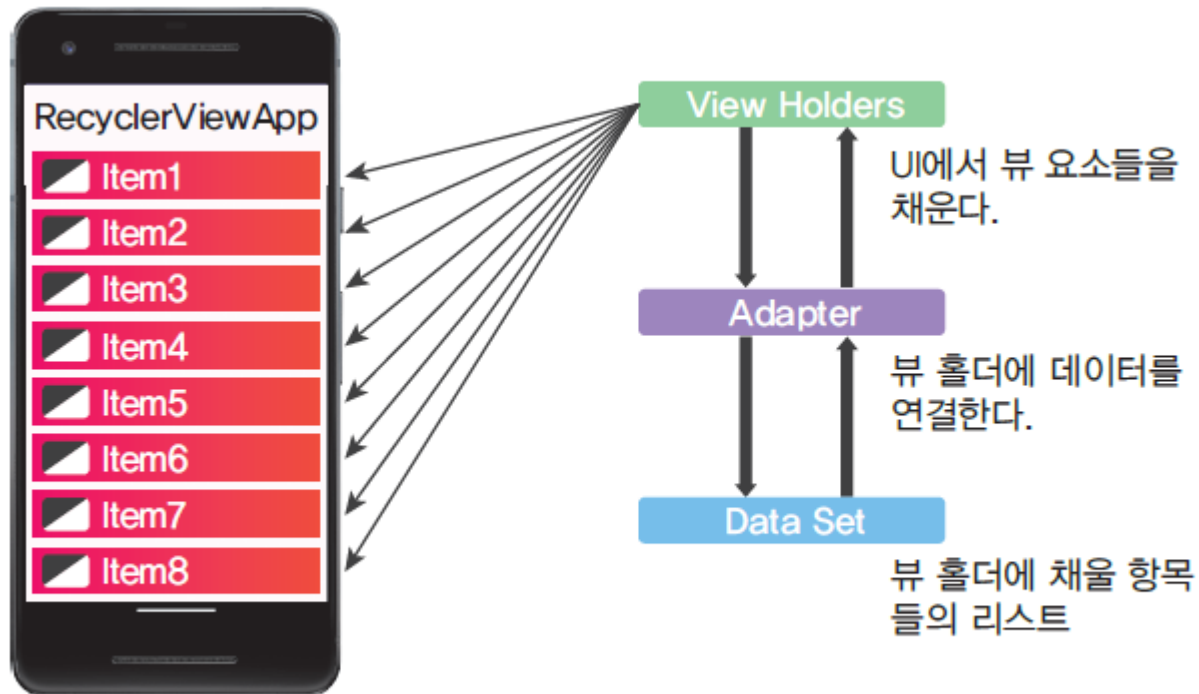 RecyclerViewApp
Item1
Item2
Item3
Item4
Item5
Item6
Item7
Item8
View Holders
UI에서 뷰 요소들을
채운다.
Adapter
뷰 홀더에 데이터를
연결한다.
Data Set
뷰 홀더에 채울 항목
들의 리스트